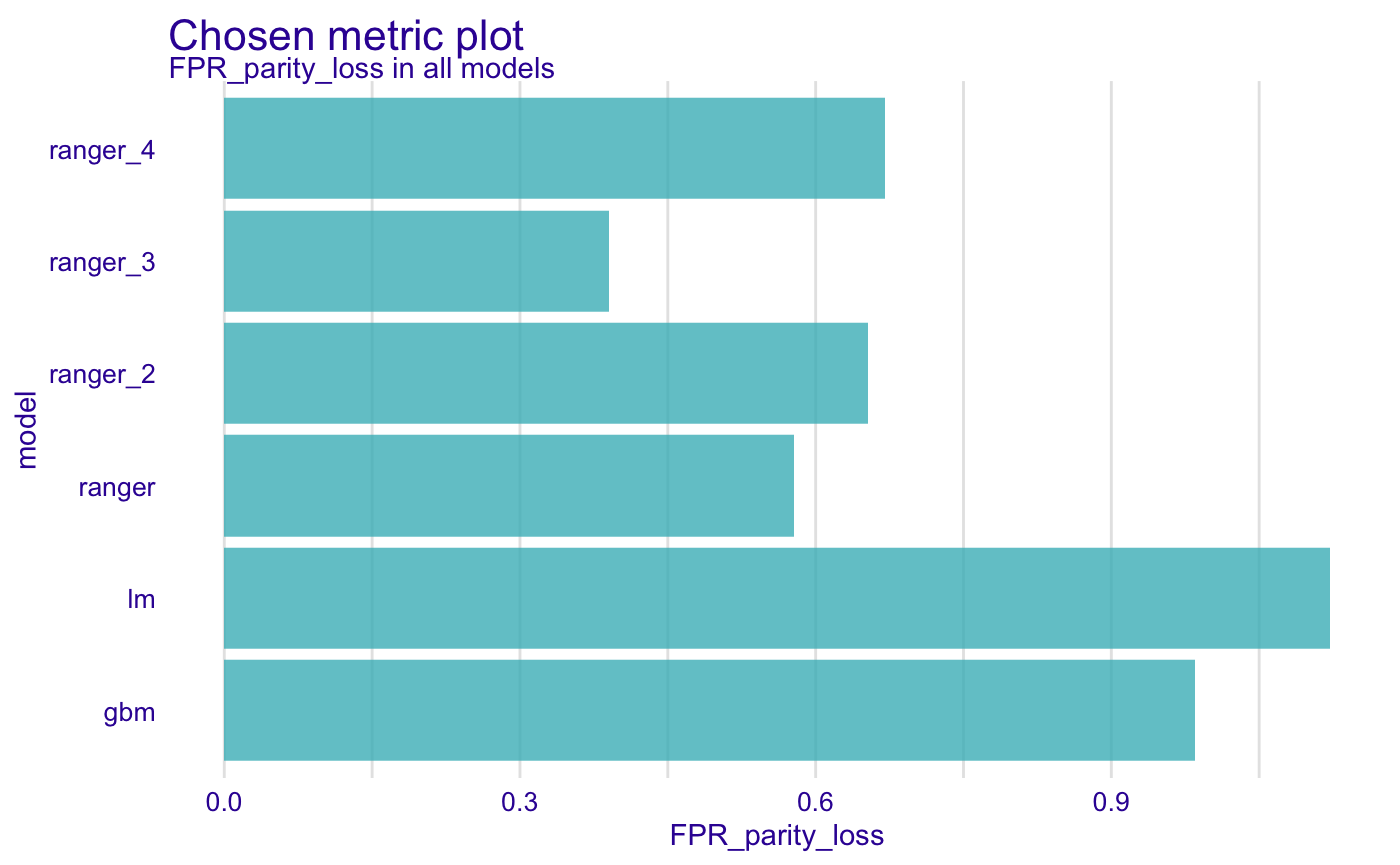 Chosen metric plot
FPR_parity_loss in all models
ranger_4
ranger_3
ranger_2
ranger
lm
gbm
model
0.0 0.3 0.6 0.9
FPR_parity_loss